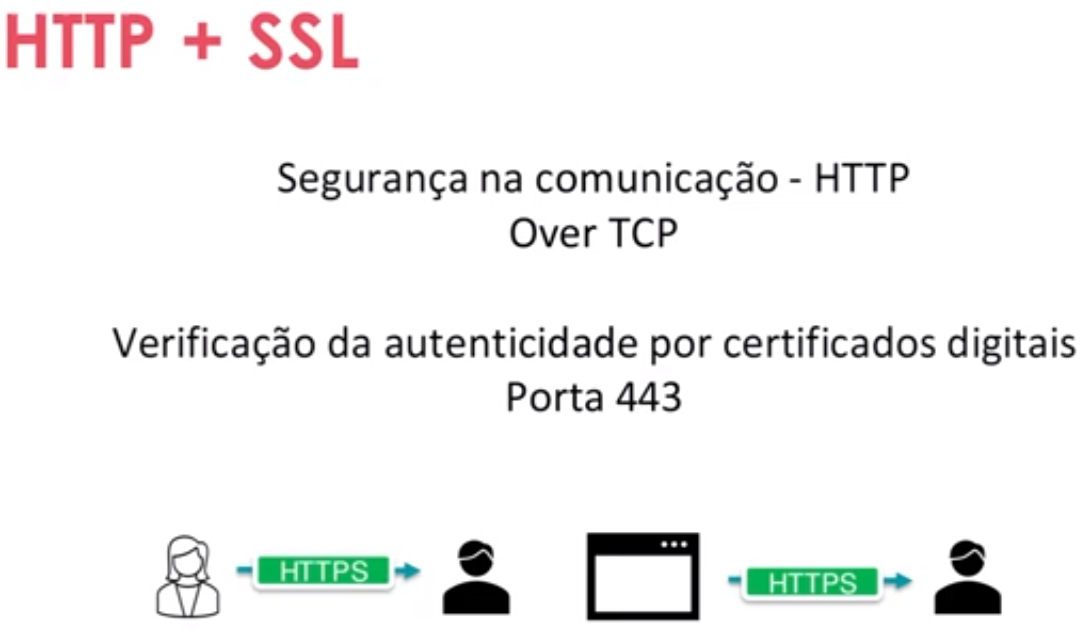 HTTP + SSL
Segurança na comunicação - HTTP
Over TCP
Verificação da autenticidade por certificados digitais
Porta 443
HTTPS
HTTPS